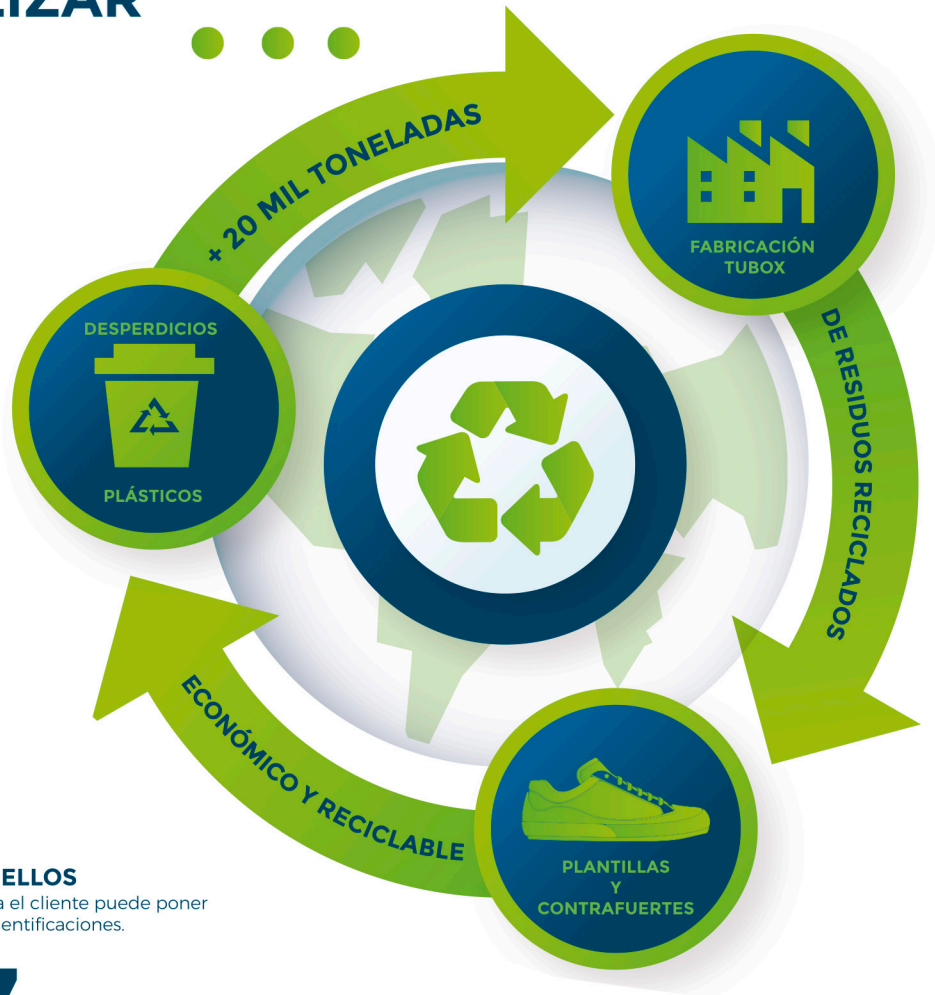 LIZAR
+ 20 MIL TONELADAS
FABRICACIÓN
TUBOX
DE RESIDUOS RECICLADOS
DESPERDICIOS
PLÁSTICOS
ECONÓMICO Y RECICLABLE
PLANTILLAS
Y
CONTRAFUERTES
ELLOS
a el cliente puede poner
entificaciones.